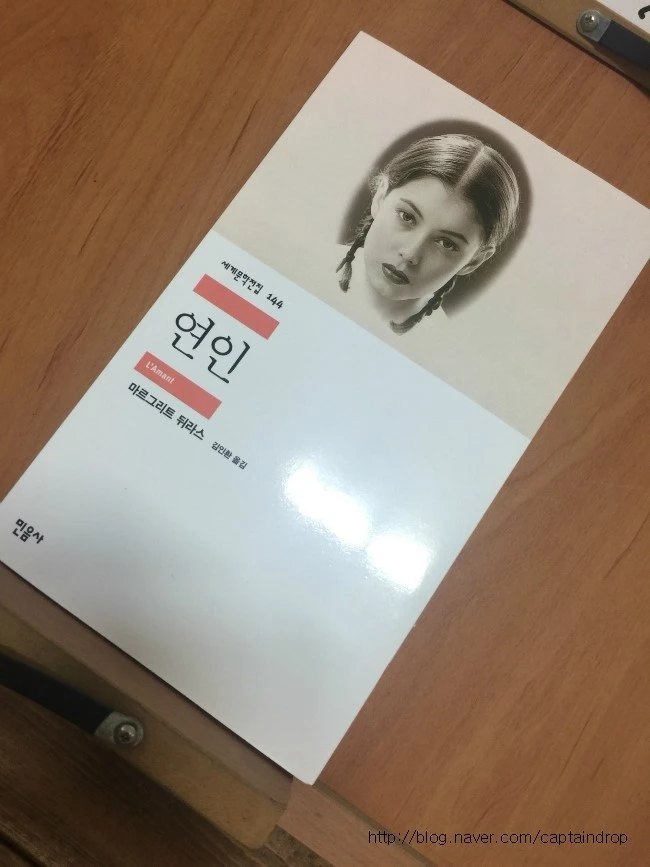 세계문학전집 144
연인
L'Amant
마르그리트 뒤라스
김인환 옮김
민음사
http://blog.naver.com/captaindrop